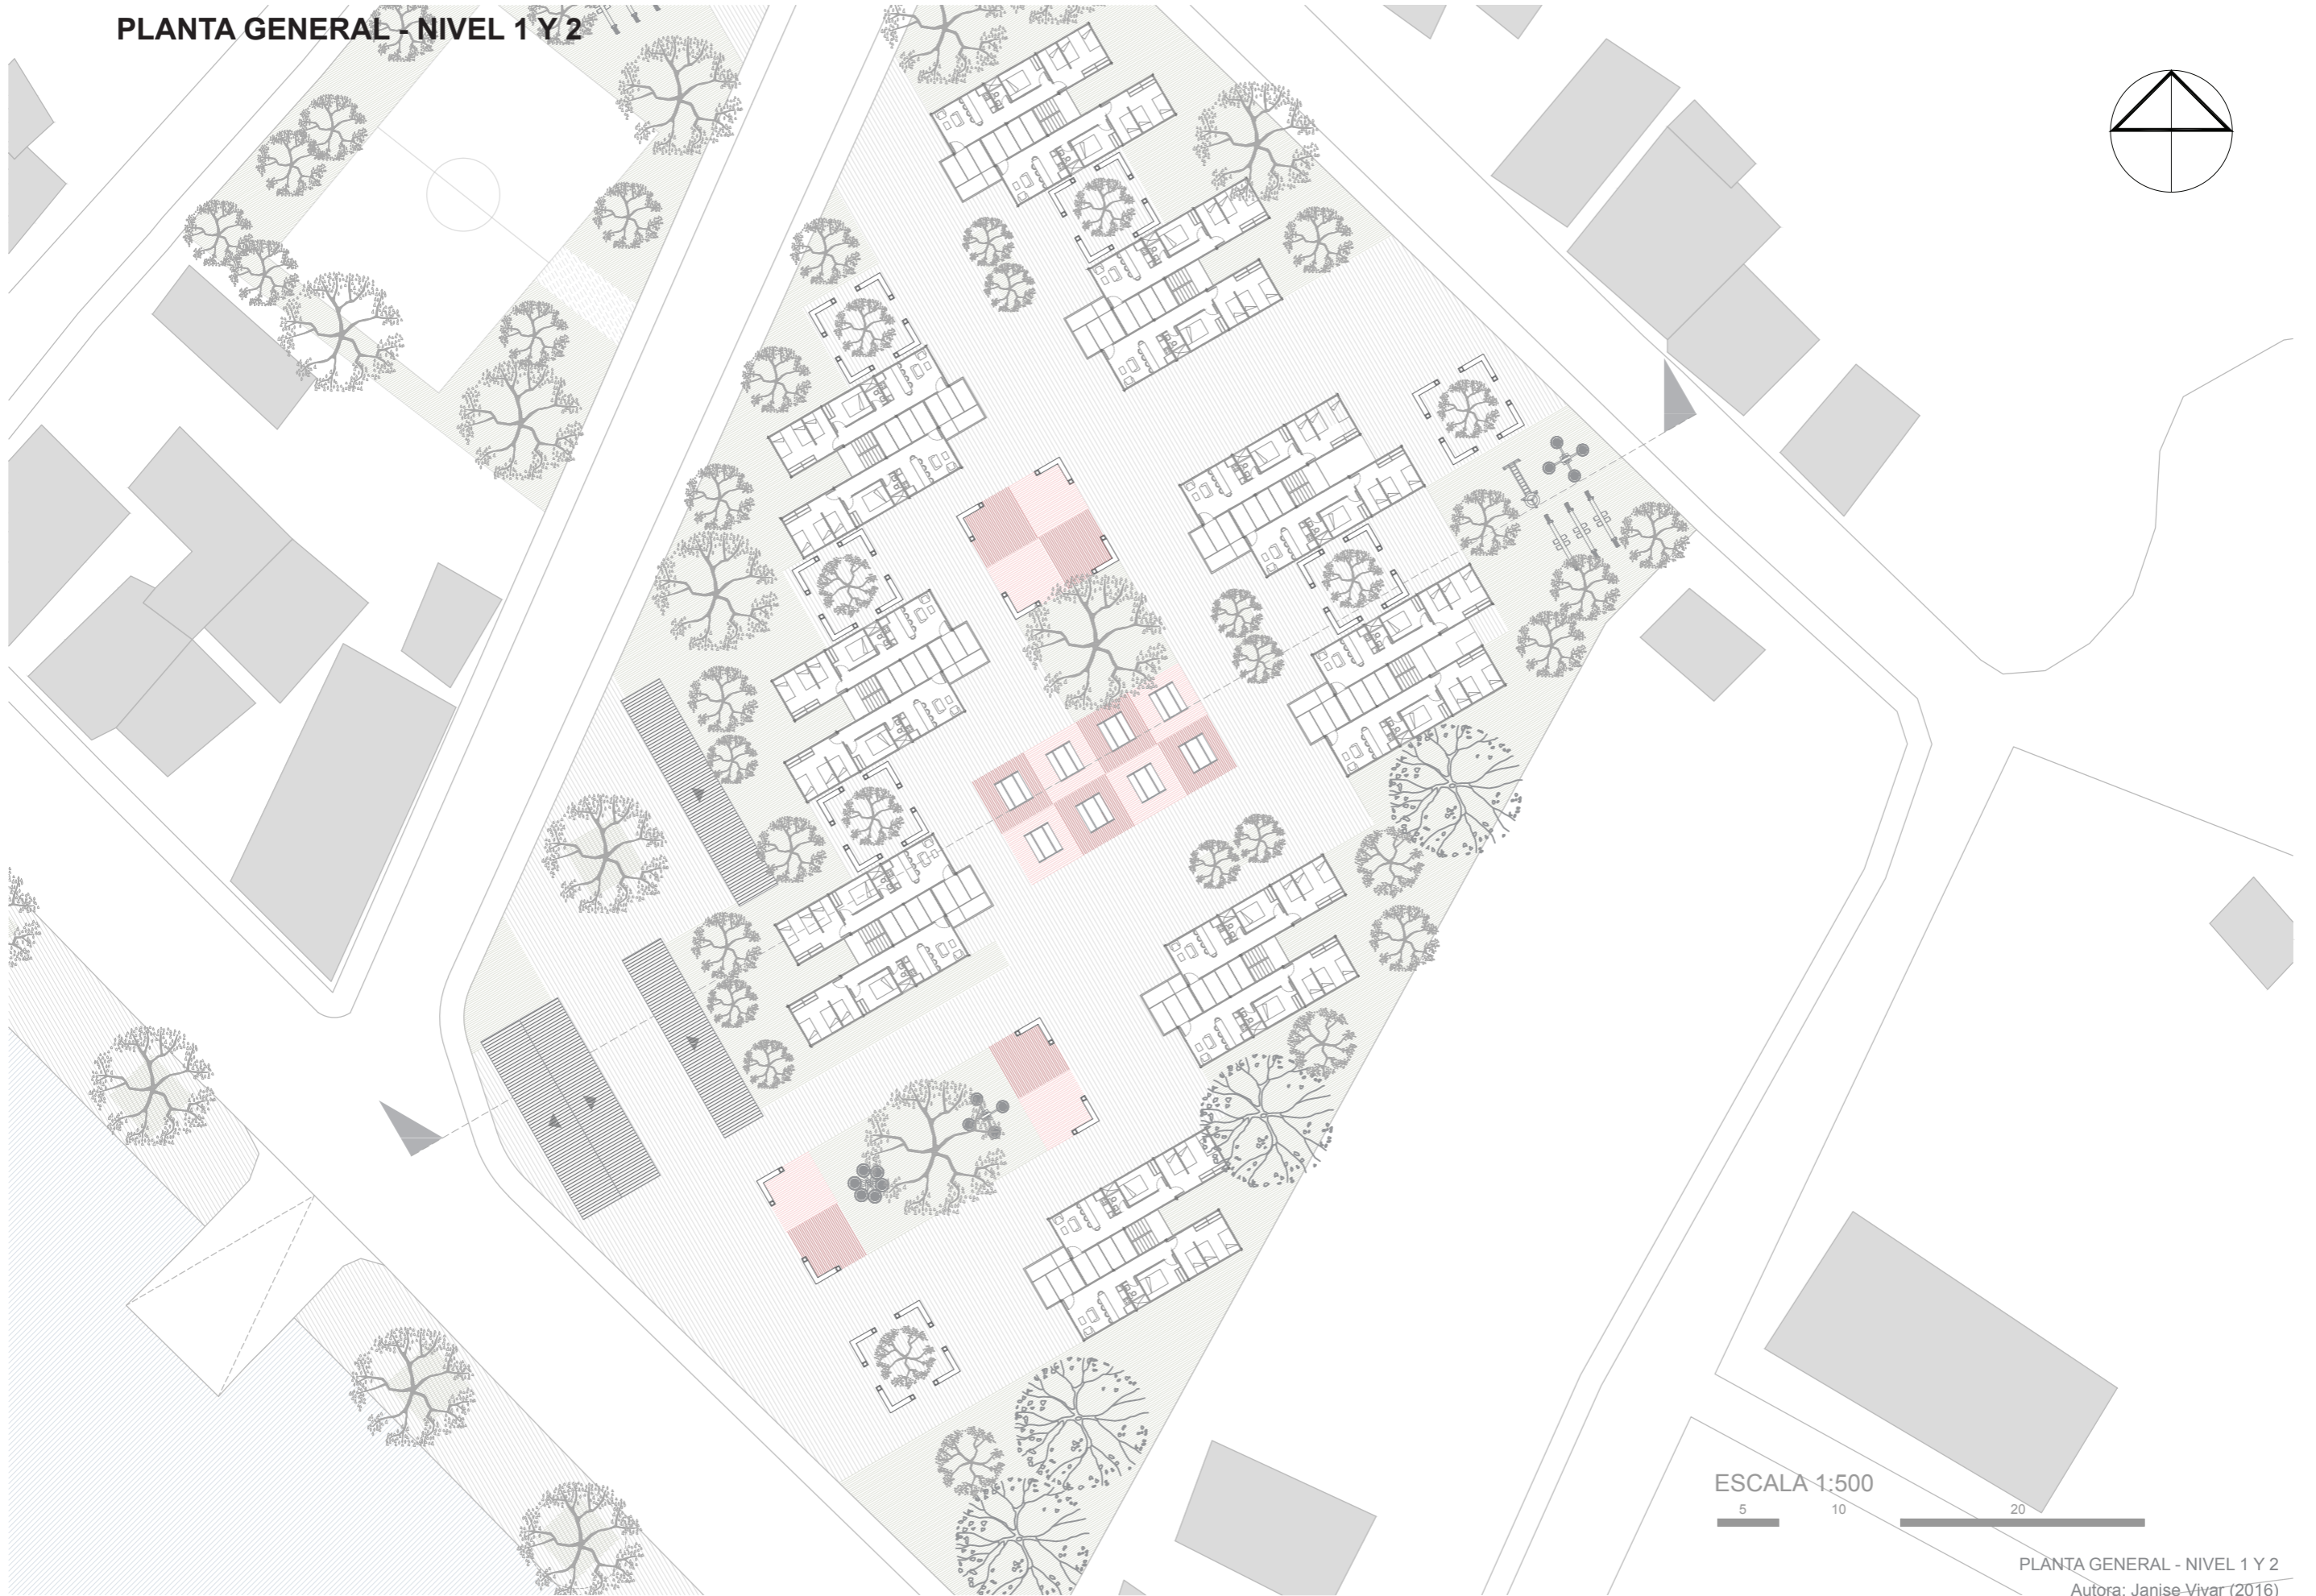 PLANTA GENERAL - NIVEL 1 Y 2
ESCALA 1:500
5 10 20
PLANTA GENERAL - NIVEL 1 Y 2
Autora: Janise Vivar (2016)